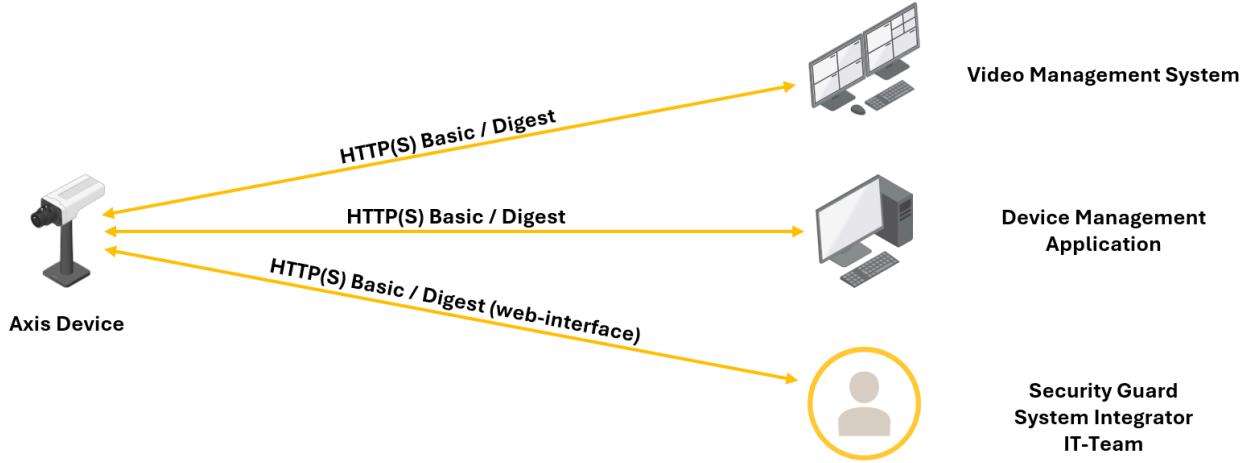 Video Management System
HTTP(S) Basic / Digest
HTTP(S) Basic / Digest
Device Management
Application
HTTP(S) Basic / Digest (web-interface)
Axis Device
Security Guard
System Integrator
IT-Team